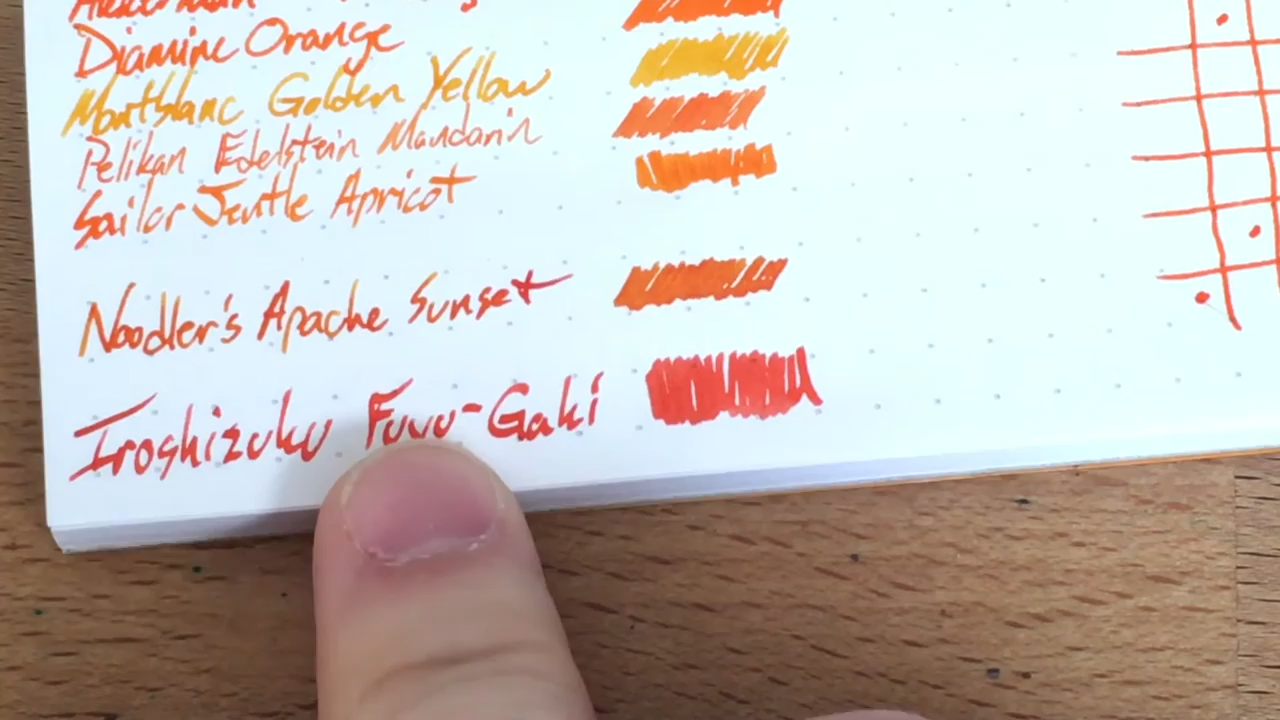 Diamine Orange
Montblanc Golden Yellow
Pelikan Edelstein Mandarin
Sailor Jentle Apricot
Noodler's Apache Sunset
Iroshizuku Fuyu-Gaki